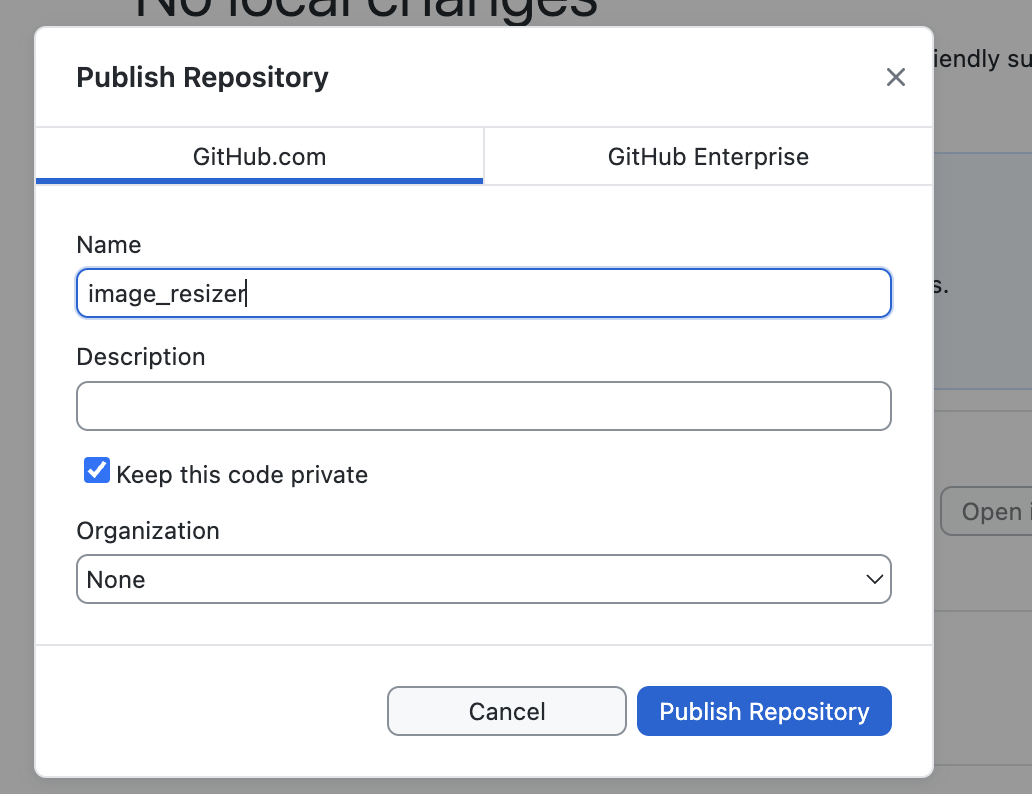 No local changes
Publish Repository
iendly su
GitHub.com
GitHub Enterprise
Name
image_resizer
s.
Description
Keep this code private
Open i
Organization
None
Cancel
Publish Repository